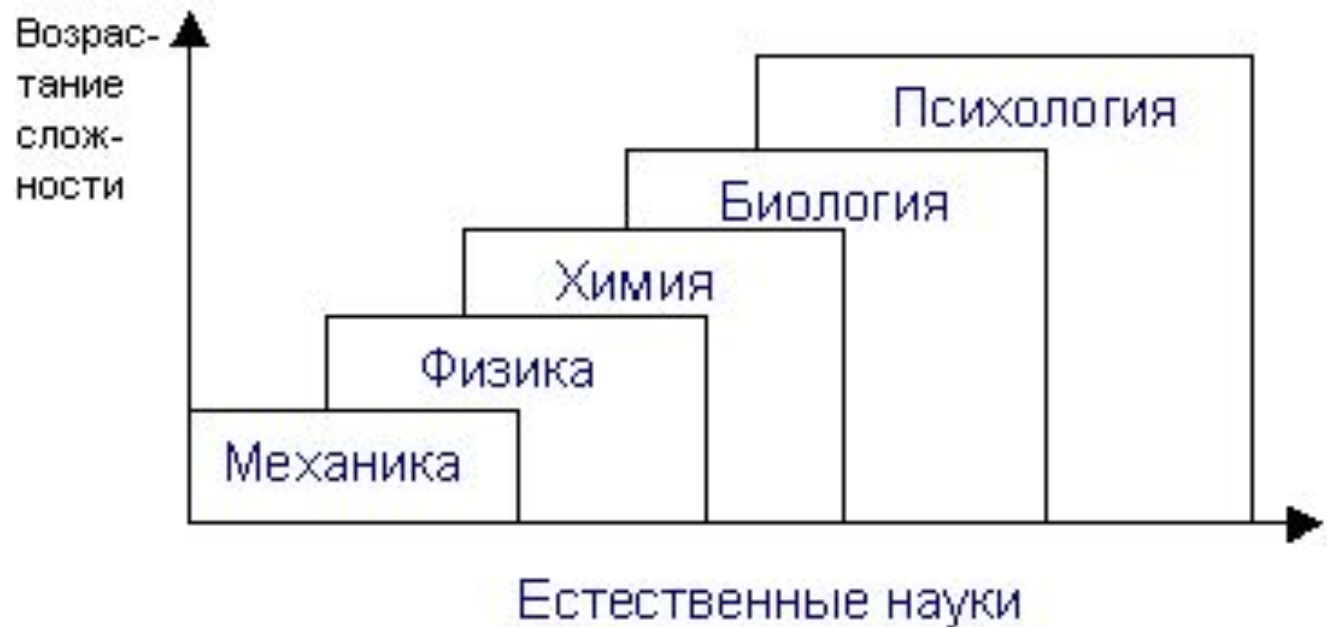 Возрас-
тание
слож-
ности
Психология
Биология
Химия
Физика
Механика
Естественные науки